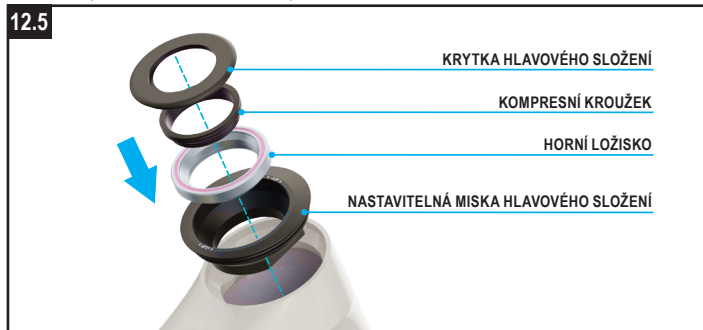 12.5
KRYTKA HLAVOVÉHO SLOŽENÍ
KOMPRESNÍ KROUŽEK
HORNÍ LOŽISKO
NASTAVITELNÁ MISKA HLAVOVÉHO SLOŽENÍ